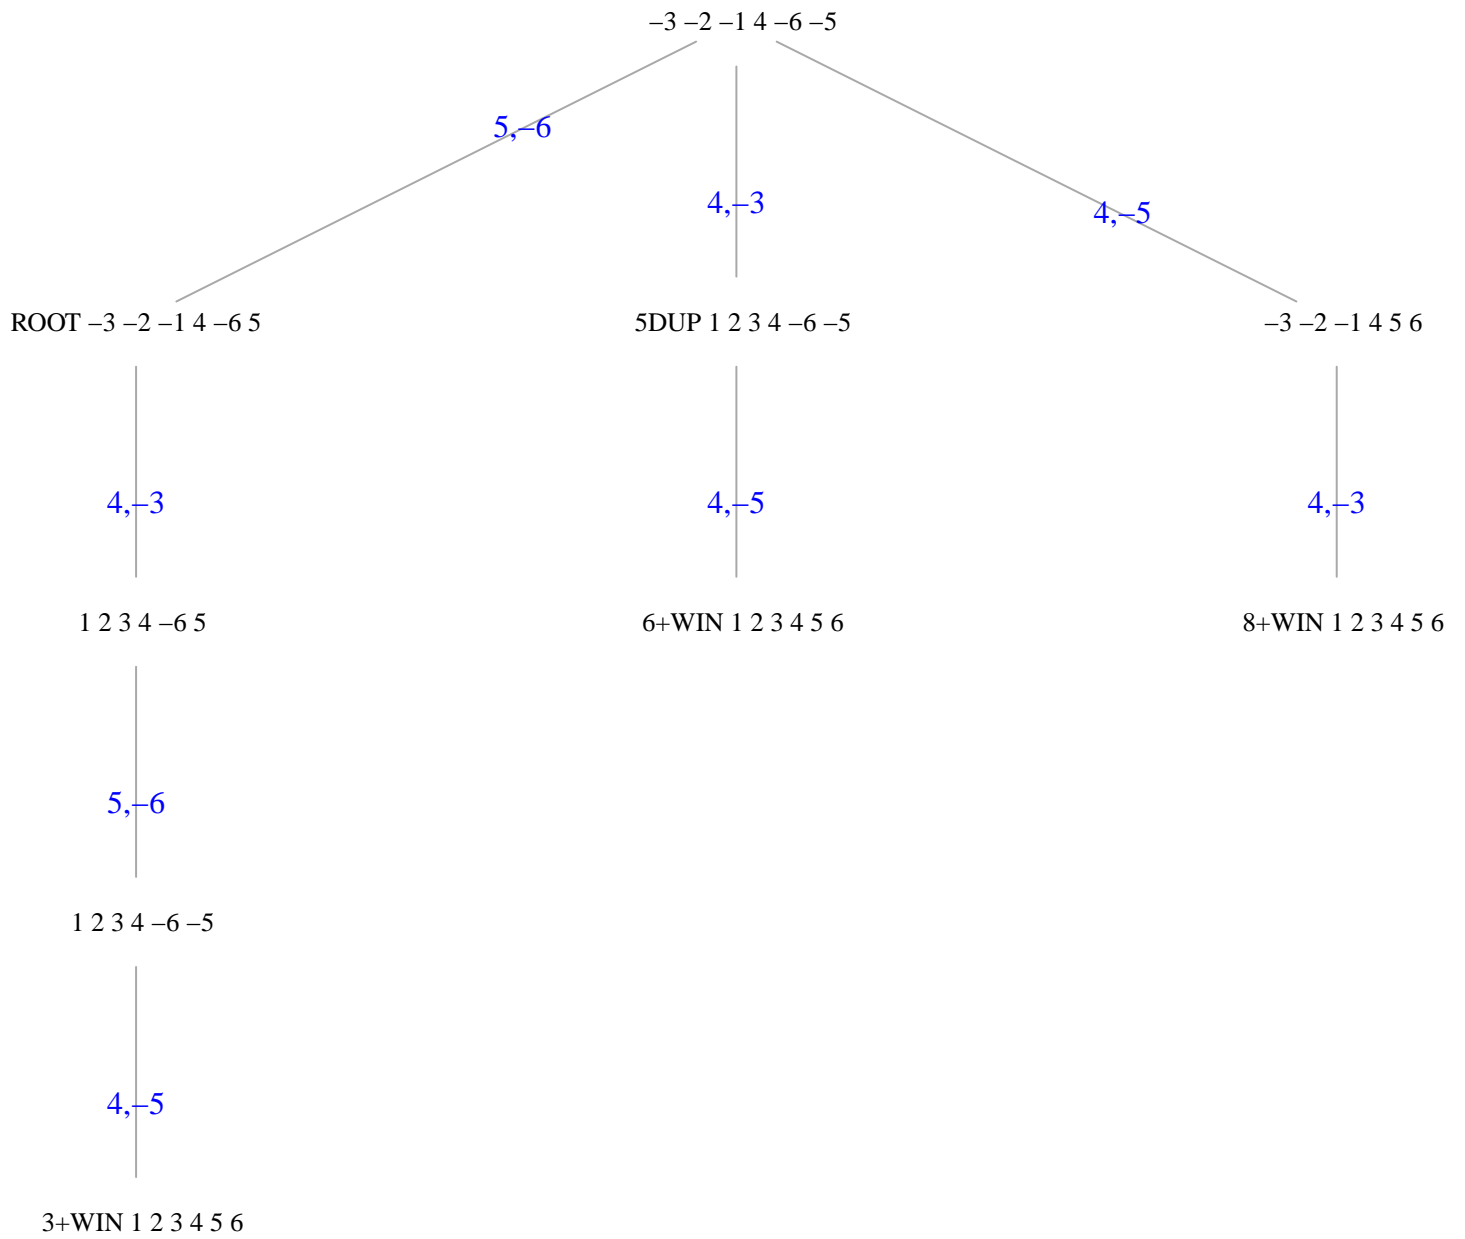 –3 –2 –1 4 –6 –5
5,–6
4,–3
4,–5
ROOT –3 –2 –1 4 –6 5
5DUP 1 2 3 4 –6 –5
–3 –2 –1 4 5 6
4,–3
4,–5
4,–3
1 2 3 4 –6 5
6+WIN 1 2 3 4 5 6
8+WIN 1 2 3 4 5 6
5,–6
1 2 3 4 –6 –5
4,–5
3+WIN 1 2 3 4 5 6